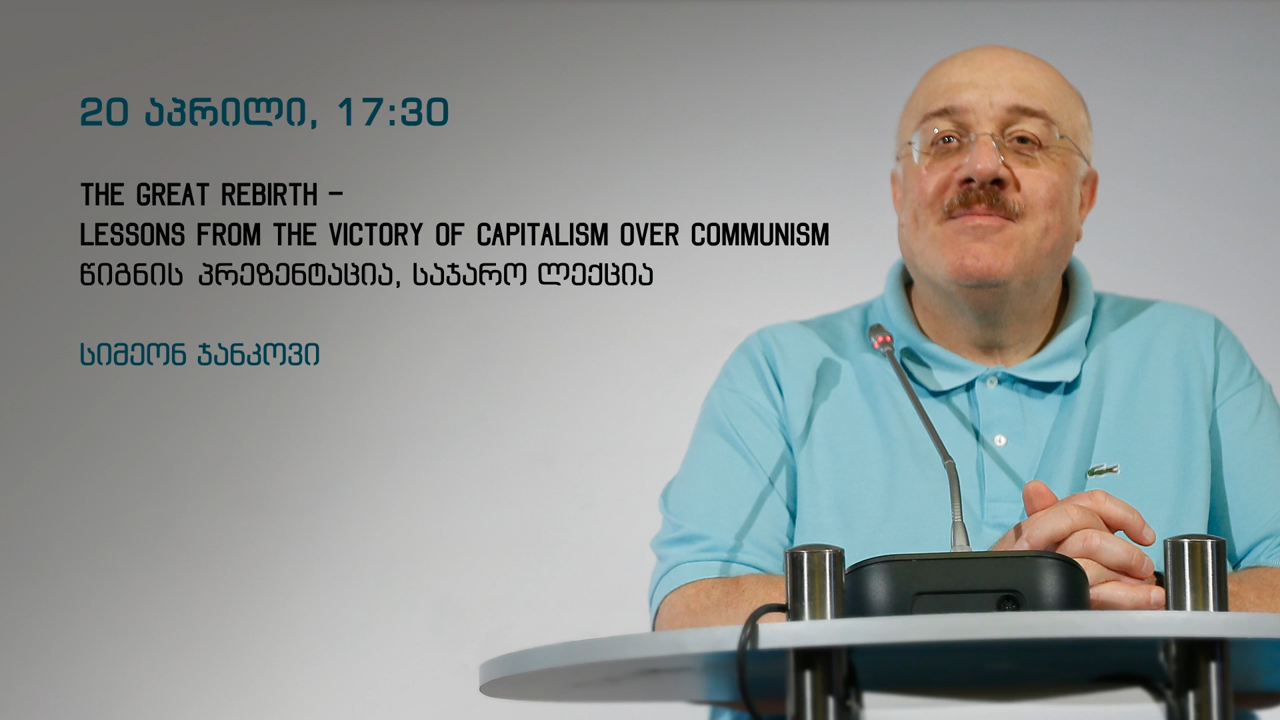 20 აპრილი, 17:30
THE GREAT REBIRTH –
LESSONS FROM THE VICTORY OF CAPITALISM OVER COMMUNISM
წიგნის პრეზენტაცია, საჯარო ლექცია
სიმეონ ჯანკოვი